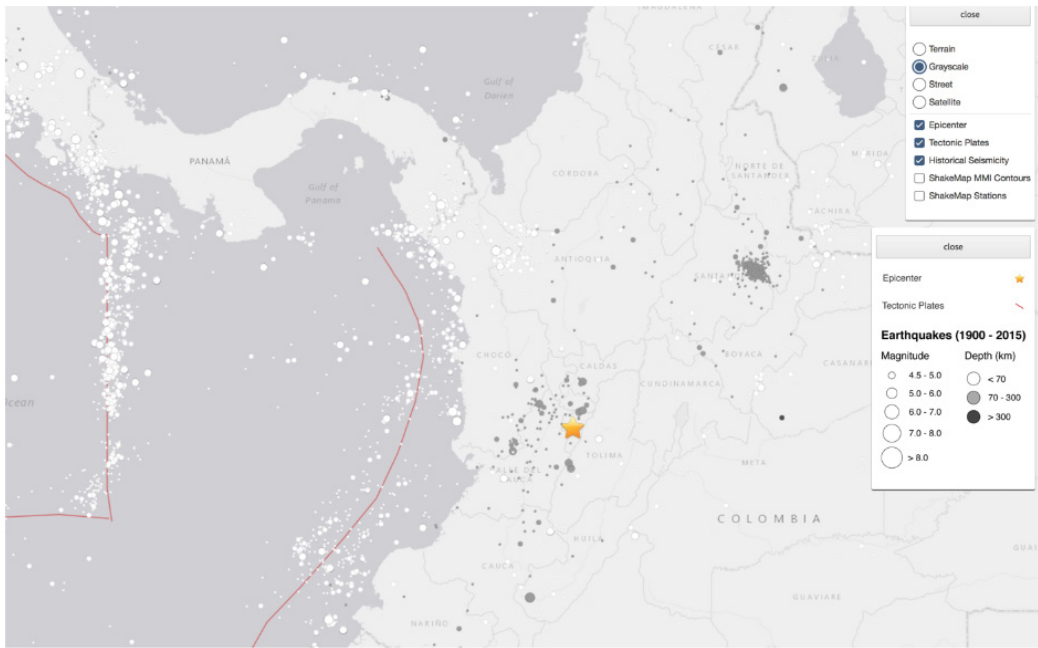 MAGDALENA
close
CESAR
Terrain
Grayscale
Street
Satellite
Gulf of
Darien
Epicenter
Tectonic Plates
Historical Seismicity
ShakeMap MMI Contours
ShakeMap Stations
PANAMÁ
MERIDA
NORTE DE
SANTANDER
CORDOBA
Gulf of
Panama
TÁCHIRA
close
ANTIOQUIA
Epicenter
Tectonic Plates
Earthquakes (1900 - 2015)
Magnitude
Depth (km)
4.5 - 5.0
< 70
5.0 - 6.0
70 - 300
6.0 - 7.0
> 300
7.0 - 8.0
> 8.0
CHOCÓ
BOYACA
CALDAS
CASANARE
CUNDINAMARCA
Ocean
TOLIMA
META
VALLE DEL
CAUCA
COLOMBIA
HUILA
CAUCA
GUAVIARE
NARIÑO